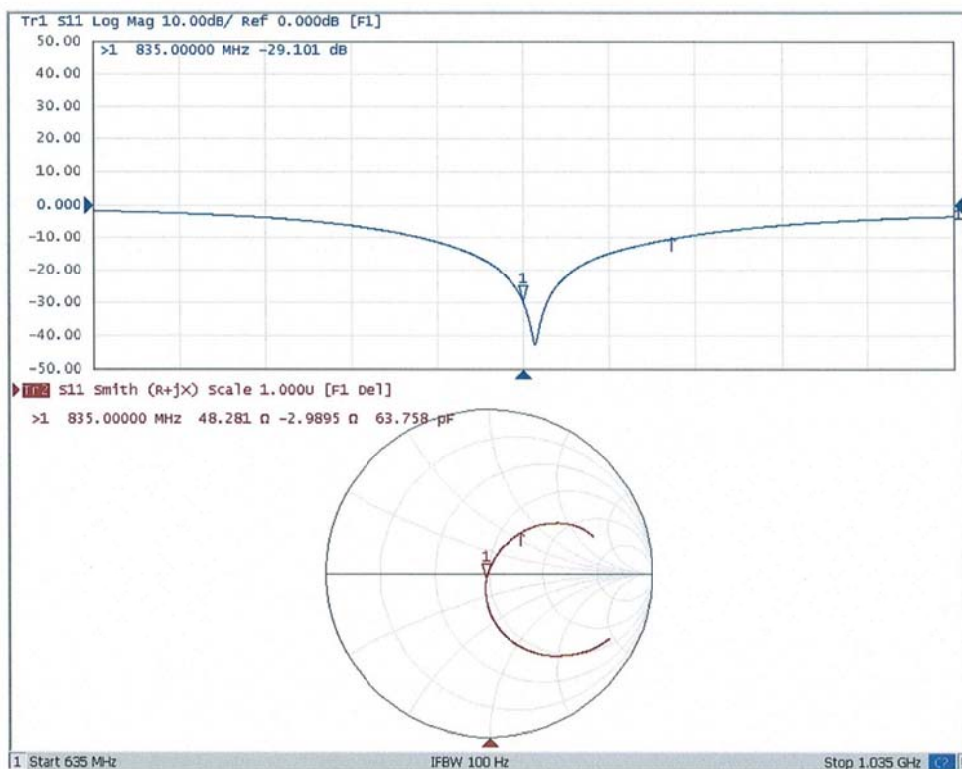 Tr1 S11 Log Mag 10.00dB/ Ref 0.000dB [F1]
50.00
>1 835.00000 MHz -29.101 dB
40.00
30.00
20.00
10.00
0.000
1
-10.00
-20.00
1
-30.00
-40.00
-50.00
Tr2 S11 Smith (R+jX) Scale 1.000U [F1 Del]
>1 835.00000 MHz 48.281 Ω -2.9895 Ω 63.758 pF
1
1 Start 635 MHz IFBW 100 Hz Stop 1.035 GHz C2